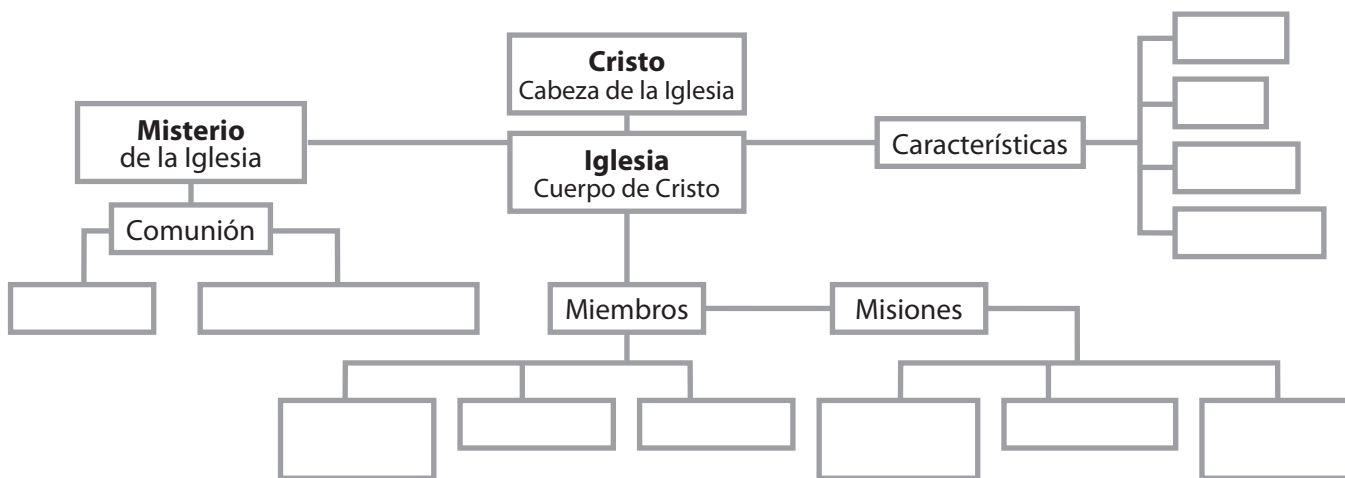 Cristo
Cabeza de la Iglesia
Misterio
de la Iglesia
Iglesia
Cuerpo de Cristo
Características
Comunión
Miembros
Misiones